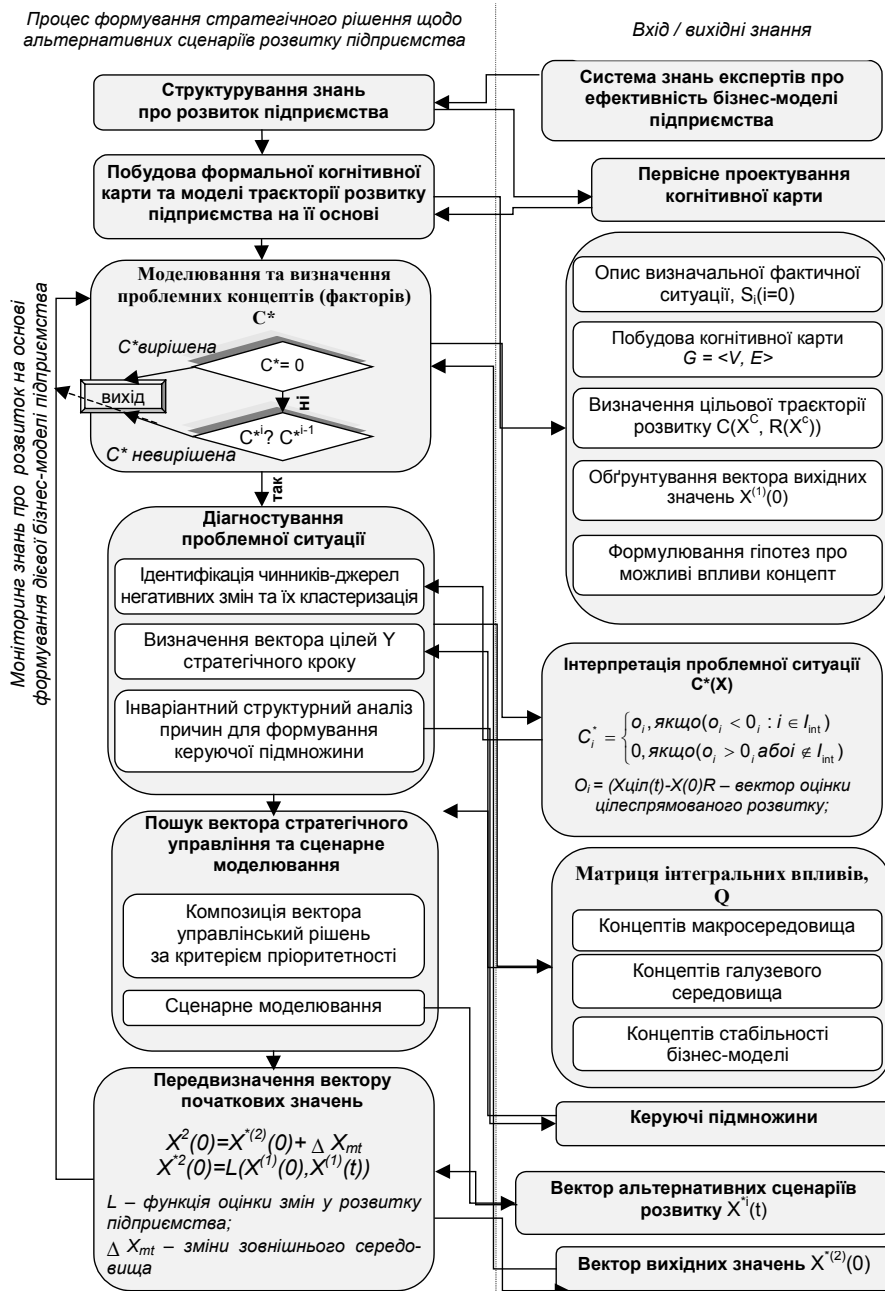 Процес формування стратегічного рішення щодо
альтернативних сценаріїв розвитку підприємства
Вхід / вихідні знання
Структурування знань
про розвиток підприємства
Система знань експертів про
ефективність бізнес-моделі
підприємства
Побудова формальної когнітивної
карти та моделі траєкторії розвитку
підприємства на її основі
Первісне проектування
когнітивної карти
Моделювання та визначення
проблемних концептів (факторів)
C*
C*вирішена
C*= 0
вихід
ні
C*ⁱ? C*ⁱ⁻¹
C* невирішена
так
Опис визначальної фактичної
ситуації, Sᵢ(i=0)
Побудова когнітивної карти
G = <V, E>
Визначення цільової траєкторії
розвитку C(Xᶜ, R(Xᶜ))
Обґрунтування вектора вихідних
значень X⁽¹⁾(0)
Формулювання гіпотез про
можливі впливи концепт
Моніторинг знань про розвиток на основі
формування дієвої бізнес-моделі підприємства
Діагностування
проблемної ситуації
Ідентифікація чинників-джерел
негативних змін та їх кластеризація
Визначення вектора цілей Y
стратегічного кроку
Інваріантний структурний аналіз
причин для формування
керуючої підмножини
Інтерпретація проблемної ситуації
C*(X)
Cᵢ* = { oᵢ, якщо(oᵢ < 0ᵢ : i ∈ I_int)
0, якщо(oᵢ > 0ᵢ абоi ∉ I_int)
Oᵢ = (Xціл(t)-X(0)R – вектор оцінки
цілеспрямованого розвитку;
Пошук вектора стратегічного
управління та сценарне
моделювання
Композиція вектора
управлінський рішень
за критерієм пріоритетності
Сценарне моделювання
Матриця інтегральних впливів,
Q
Концептів макросередовища
Концептів галузевого
середовища
Концептів стабільності
бізнес-моделі
Передвизначення вектору
початкових значень
X²(0)=X*⁽²⁾(0)+ Δ X_mt
X*²(0)=L(X⁽¹⁾(0),X⁽¹⁾(t))
L – функція оцінки змін у розвитку
підприємства;
Δ X_mt – зміни зовнішнього середо-
вища
Керуючі підмножини
Вектор альтернативних сценаріїв
розвитку X*ⁱ(t)
Вектор вихідних значень X*⁽²⁾(0)